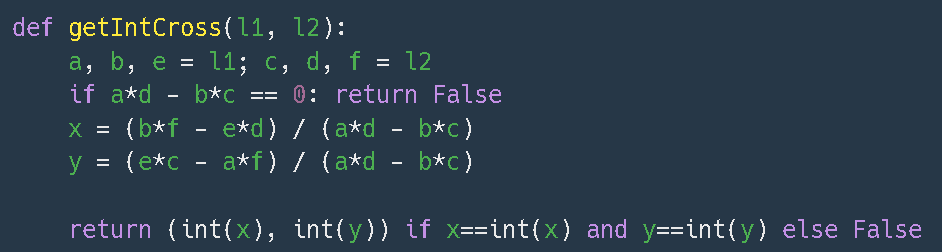 def getIntCross(l1, l2):
    a, b, e = l1; c, d, f = l2
    if a*d - b*c == 0: return False
    x = (b*f - e*d) / (a*d - b*c)
    y = (e*c - a*f) / (a*d - b*c)
    return (int(x), int(y)) if x==int(x) and y==int(y) else False